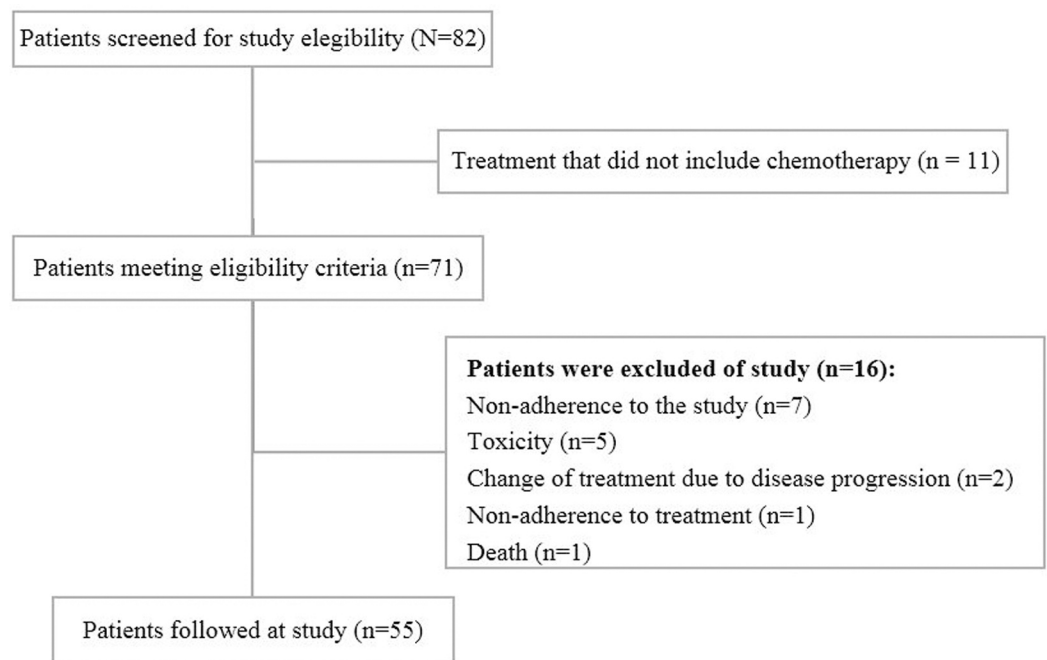 Patients screened for study elegibility (N=82)
Treatment that did not include chemotherapy (n = 11)
Patients meeting eligibility criteria (n=71)
Patients were excluded of study (n=16):
Non-adherence to the study (n=7)
Toxicity (n=5)
Change of treatment due to disease progression (n=2)
Non-adherence to treatment (n=1)
Death (n=1)
Patients followed at study (n=55)